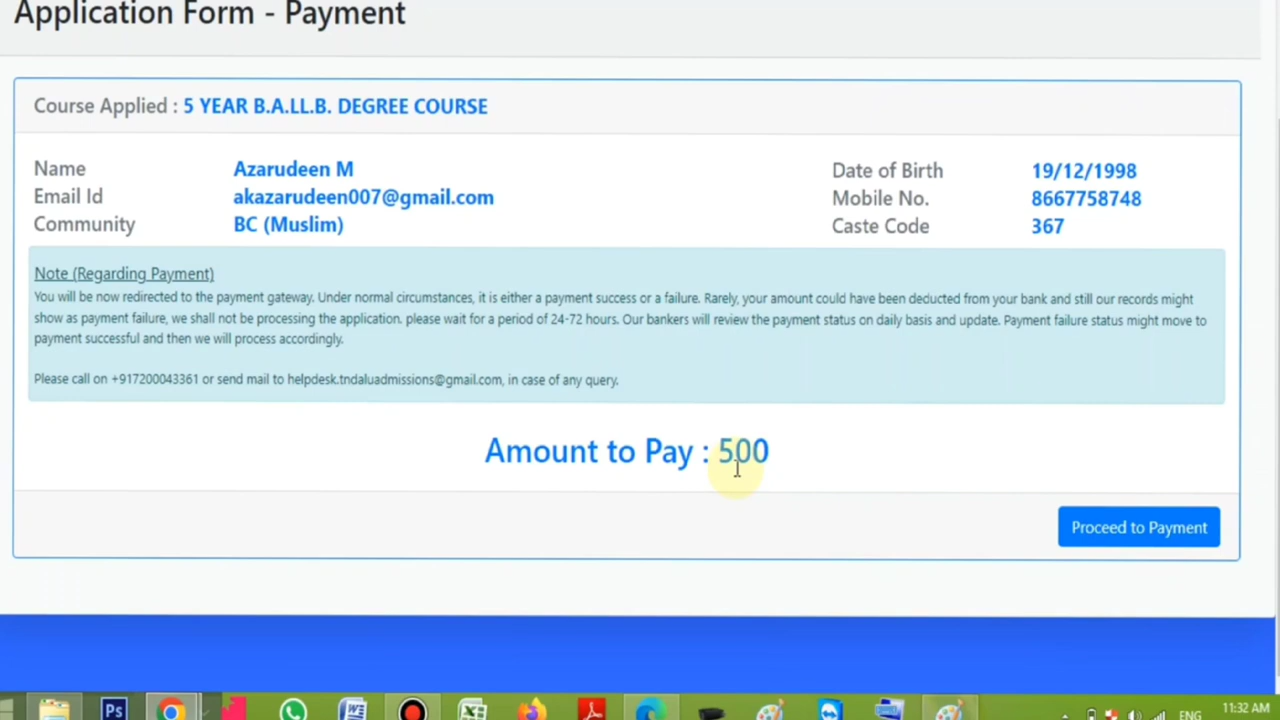 Application Form - Payment
Course Applied : 5 YEAR B.A.LL.B. DEGREE COURSE
Name Azarudeen M Date of Birth 19/12/1998
Email Id akazarudeen007@gmail.com Mobile No. 8667758748
Community BC (Muslim) Caste Code 367
Note (Regarding Payment)
You will be now redirected to the payment gateway. Under normal circumstances, it is either a payment success or a failure. Rarely, your amount could have been deducted from your bank and still our records might
show as payment failure, we shall not be processing the application. please wait for a period of 24-72 hours. Our bankers will review the payment status on daily basis and update. Payment failure status might move to
payment successful and then we will process accordingly.
Please call on +917200043361 or send mail to helpdesk.tndaluadmissions@gmail.com, in case of any query.
Amount to Pay : 500
Proceed to Payment
Ps
ENG
11:32 AM